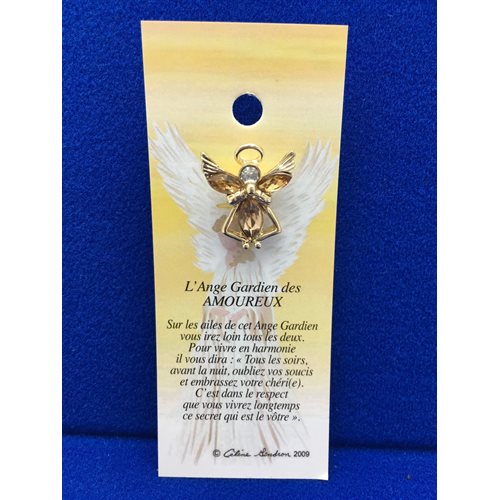 L'Ange Gardien des
AMOUREUX
Sur les ailes de cet Ange Gardien
vous irez loin tous les deux.
Pour vivre en harmonie
il vous dira : « Tous les soirs,
avant la nuit, oubliez vos soucis
et embrassez votre chéri(e).
C'est dans le respect
que vous vivrez longtemps
ce secret qui est le vôtre ».
© Céline Goudron 2009